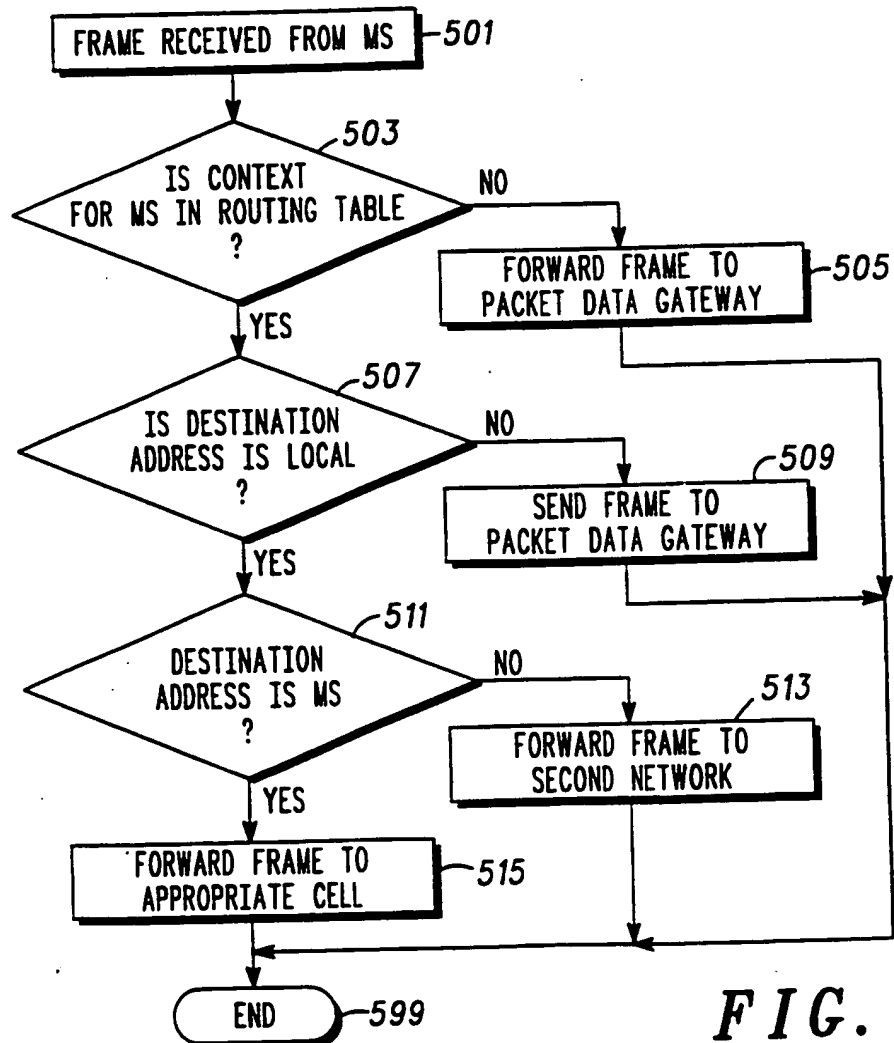 FRAME RECEIVED FROM MS
501
503
IS CONTEXT
FOR MS IN ROUTING TABLE
?
NO
YES
FORWARD FRAME TO
PACKET DATA GATEWAY
505
507
IS DESTINATION
ADDRESS IS LOCAL
?
NO
YES
509
SEND FRAME TO
PACKET DATA GATEWAY
511
DESTINATION
ADDRESS IS MS
?
NO
YES
513
FORWARD FRAME TO
SECOND NETWORK
FORWARD FRAME TO
APPROPRIATE CELL
515
END
599
FIG.